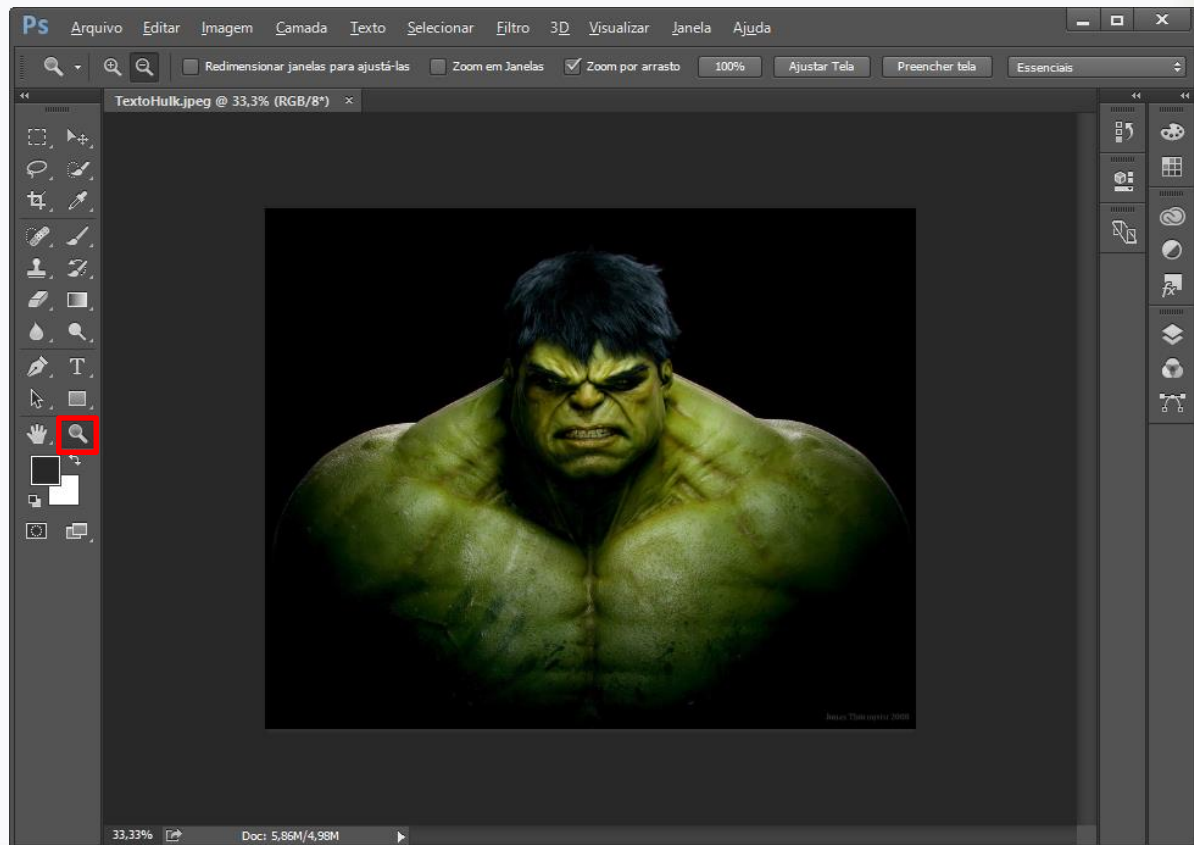 Ps Arquivo Editar Imagem Camada Texto Selecionar Filtro 3D Visualizar Janela Ajuda
Redimensionar janelas para ajustá-las Zoom em Janelas Zoom por arrasto 100% Ajustar Tela Preencher tela Essenciais
TextoHulk.jpeg @ 33,3% (RGB/8*) ×
T
fx
2008
33,33% Doc: 5,86M/4,98M